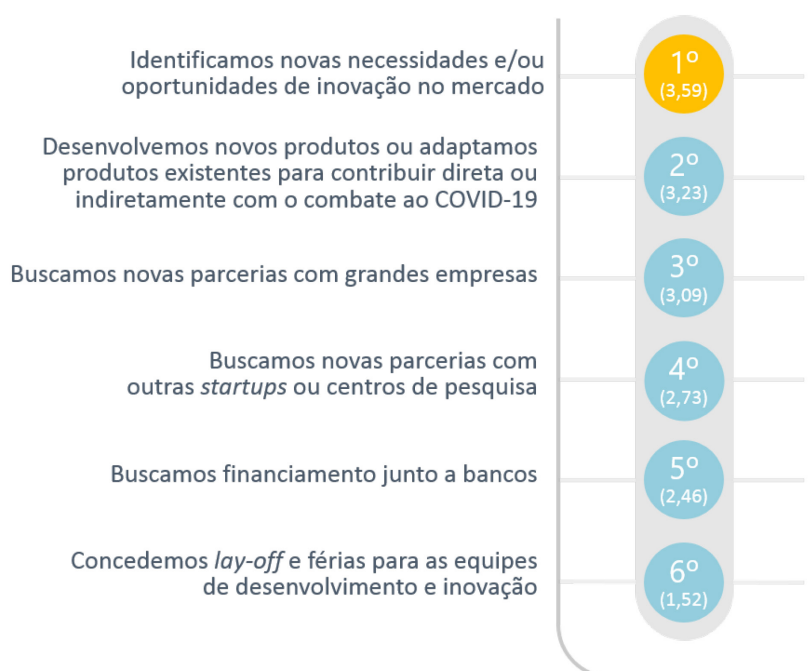 Identificamos novas necessidades e/ou
oportunidades de inovação no mercado
1º
(3,59)
Desenvolvemos novos produtos ou adaptamos
produtos existentes para contribuir direta ou
indiretamente com o combate ao COVID-19
2º
(3,23)
Buscamos novas parcerias com grandes empresas
3º
(3,09)
Buscamos novas parcerias com
outras startups ou centros de pesquisa
4º
(2,73)
Buscamos financiamento junto a bancos
5º
(2,46)
Concedemos lay-off e férias para as equipes
de desenvolvimento e inovação
6º
(1,52)